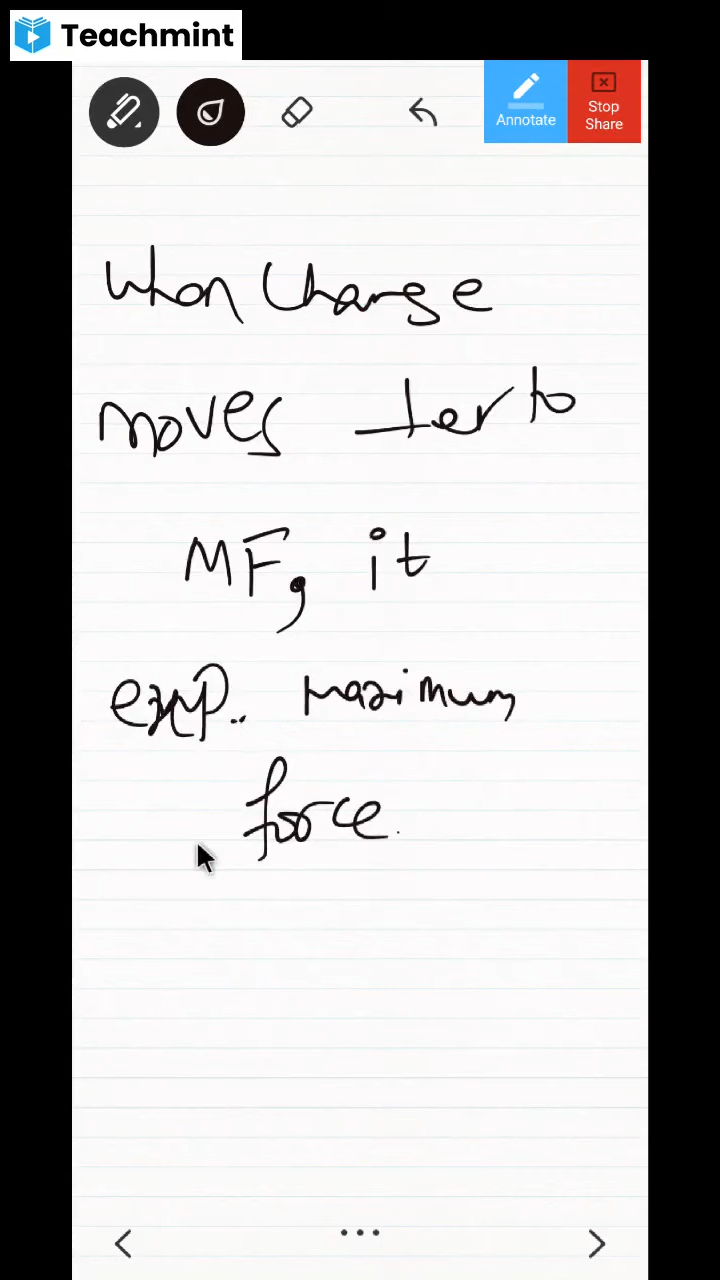 Teachmint
Annotate
Stop
Share
When Charge
moves ⊥er to
MF, it
exp.. maximum
force.